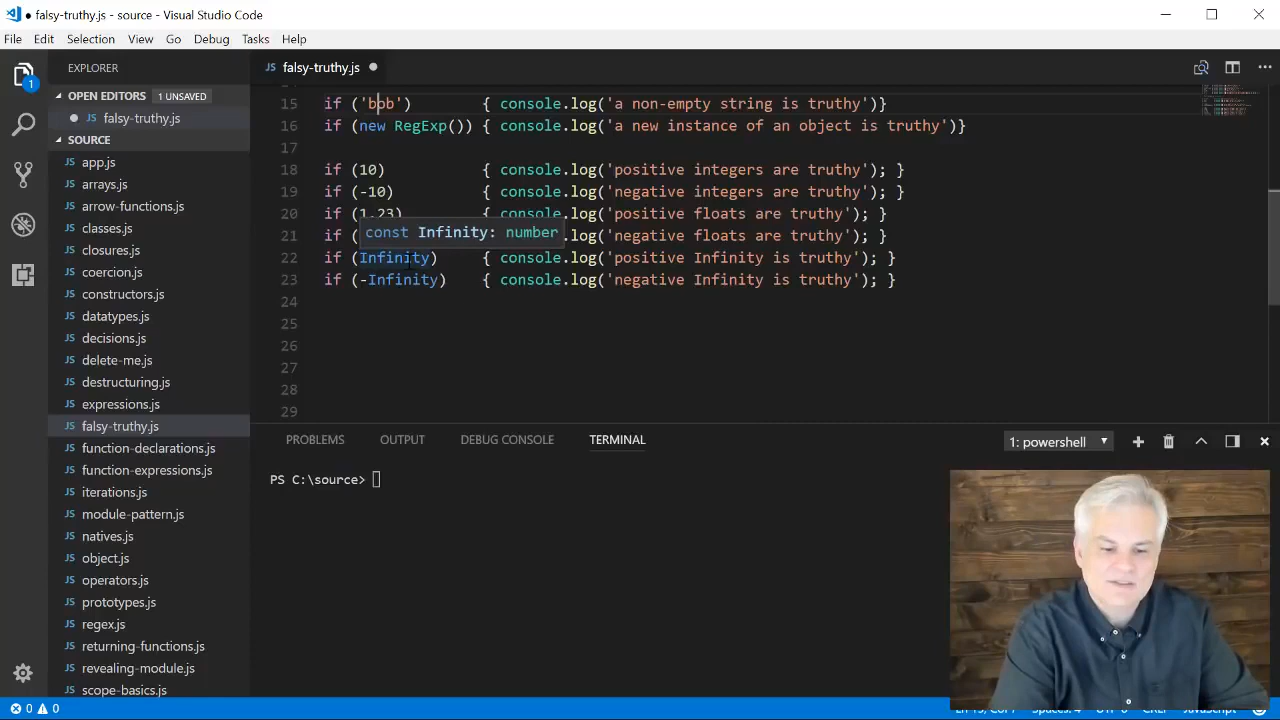 ● falsy-truthy.js - source - Visual Studio Code
File Edit Selection View Go Debug Tasks Help
EXPLORER
JS falsy-truthy.js ●
OPEN EDITORS 1 UNSAVED
● JS falsy-truthy.js
SOURCE
JS app.js
JS arrays.js
JS arrow-functions.js
JS classes.js
JS closures.js
JS coercion.js
JS constructors.js
JS datatypes.js
JS decisions.js
JS delete-me.js
JS destructuring.js
JS expressions.js
JS falsy-truthy.js
JS function-declarations.js
JS function-expressions.js
JS iterations.js
JS module-pattern.js
JS natives.js
JS object.js
JS operators.js
JS prototypes.js
JS regex.js
JS returning-functions.js
JS revealing-module.js
JS scope-basics.js
1
15 if ('bob') { console.log('a non-empty string is truthy')}
16 if (new RegExp()) { console.log('a new instance of an object is truthy')}
17
18 if (10) { console.log('positive integers are truthy'); }
19 if (-10) { console.log('negative integers are truthy'); }
20 if (1.23) { console.log('positive floats are truthy'); }
const Infinity: number
21 if ( { console.log('negative floats are truthy'); }
22 if (Infinity) { console.log('positive Infinity is truthy'); }
23 if (-Infinity) { console.log('negative Infinity is truthy'); }
24
25
26
27
28
29
PROBLEMS OUTPUT DEBUG CONSOLE TERMINAL 1: powershell
PS C:\source>
0 0